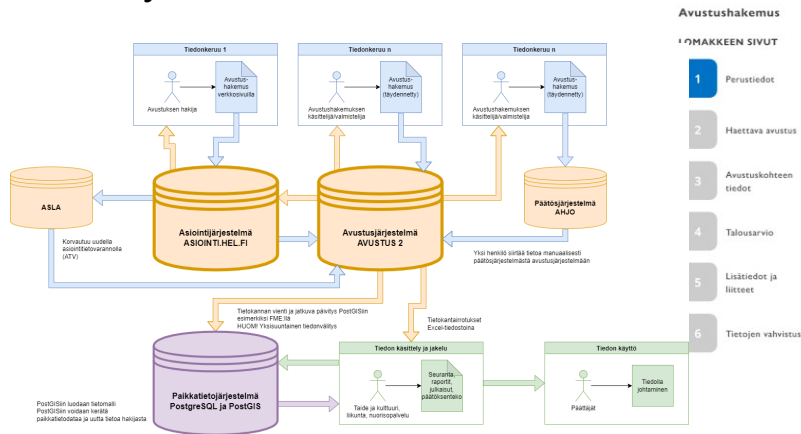 Avustushakemus
LOMAKKEEN SIVUT
1
Perustiedot
2
Haettava avustus
3
Avustuskohteen
tiedot
4
Talousarvio
5
Lisätiedot ja
liitteet
6
Tietojen vahvistus
Tiedonkeruu 1
Avustus-
hakemus
verkkosivuilla
Avustuksen hakija
Tiedonkeruu n
Avustus-
hakemus
(täydennetty)
Avustushakemuksen
käsittelijä/valmistelija
Tiedonkeruu n
Avustus-
hakemus
(täydennetty)
Avustushakemuksen
käsittelijä/valmistelija
ASLA
Asiointijärjestelmä
ASIOINTI.HEL.FI
Avustusjärjestelmä
AVUSTUS 2
Päätösjärjestelmä
AHJO
Korvautuu uudella
asiointitietovarannolla
(ATV)
Yksi henkilö siirtää tietoa manuaalisesti
päätösjärjestelmästä avustusjärjestelmään
Tietokannan vienti ja jatkuva päivitys PostGISiin
esimerkiksi FME:llä
HUOM! Yksisuuntainen tiedonvälitys
Tietokantairrotukset
Excel-tiedostoina
Paikkatietojärjestelmä
PostgreSQL ja PostGIS
PostGISiin luodaan tietomalli
PostGISiin voidaan kerätä
paikkatietodataa ja uutta tietoa hakijasta
Tiedon käsittely ja jakelu
Seuranta,
raportit,
julkaisut,
päätöksenteko
Taide ja kulttuuri,
liikunta, nuorisopalvelu
Tiedon käyttö
Tiedolla
johtaminen
Päättäjät